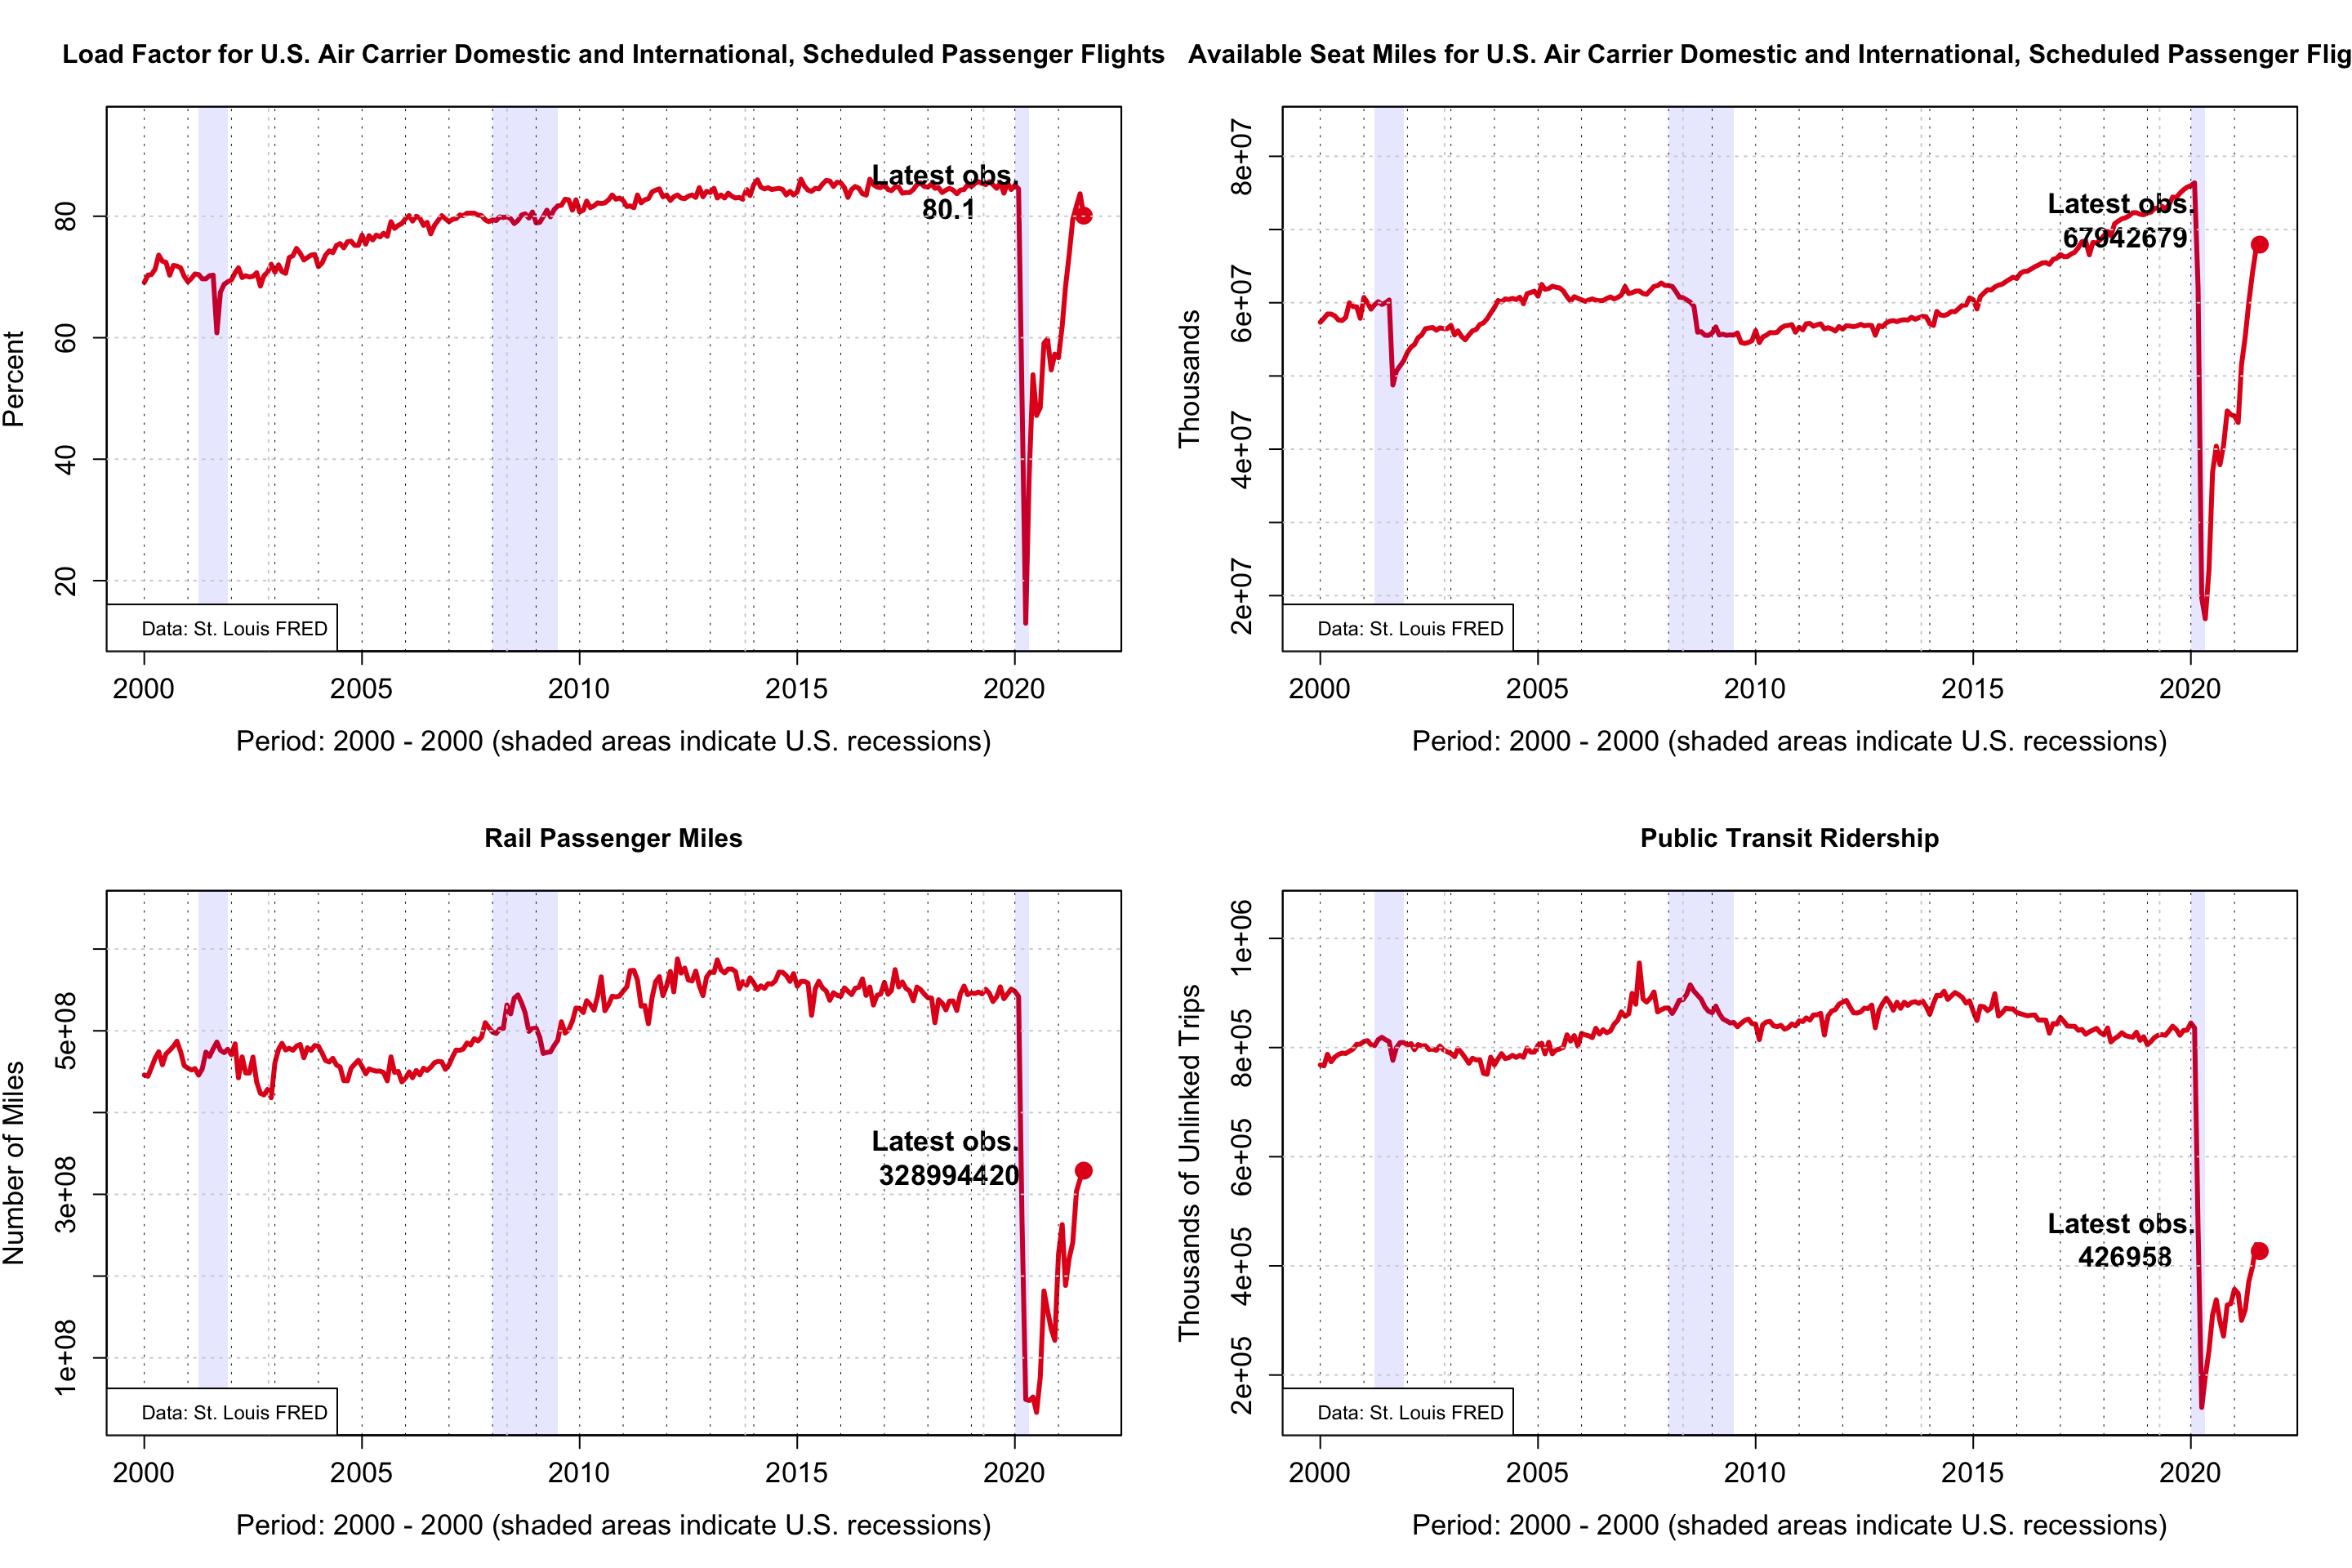 Load Factor for U.S. Air Carrier Domestic and International, Scheduled Passenger Flights
Percent
80
60
40
20
Latest obs.
80.1
Data: St. Louis FRED
2000 2005 2010 2015 2020
Period: 2000 - 2000 (shaded areas indicate U.S. recessions)
Available Seat Miles for U.S. Air Carrier Domestic and International, Scheduled Passenger Flig
Thousands
8e+07
6e+07
4e+07
2e+07
Latest obs.
67942679
Data: St. Louis FRED
2000 2005 2010 2015 2020
Period: 2000 - 2000 (shaded areas indicate U.S. recessions)
Rail Passenger Miles
Number of Miles
5e+08
3e+08
1e+08
Latest obs.
328994420
Data: St. Louis FRED
2000 2005 2010 2015 2020
Period: 2000 - 2000 (shaded areas indicate U.S. recessions)
Public Transit Ridership
Thousands of Unlinked Trips
1e+06
8e+05
6e+05
4e+05
2e+05
Latest obs.
426958
Data: St. Louis FRED
2000 2005 2010 2015 2020
Period: 2000 - 2000 (shaded areas indicate U.S. recessions)